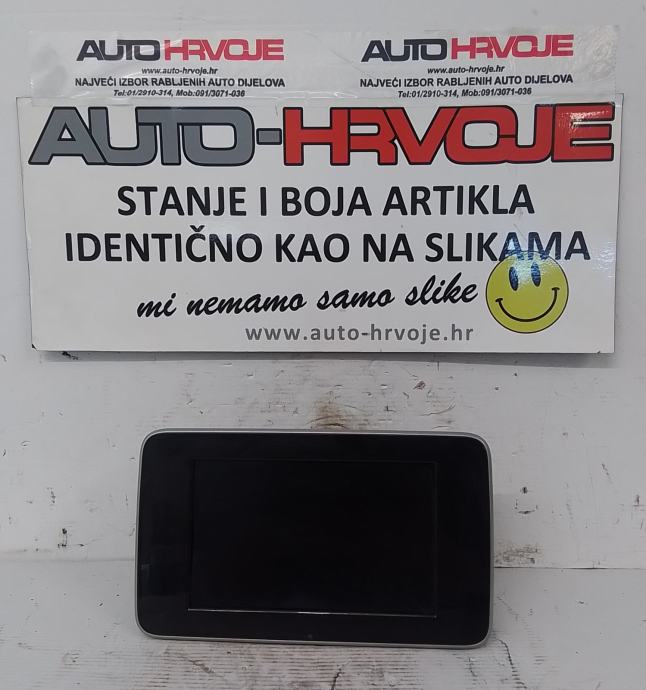 AUTO HRVOJE
www.auto-hrvoje.hr
NAJVEĆI IZBOR RABLJENIH AUTO DIJELOVA
Tel:01/2910-314, Mob:091/3071-036
AUTO HRVOJE
www.auto-hrvoje.hr
NAJVEĆI IZBOR RABLJENIH AUTO DIJELOVA
Tel:01/2910-314, Mob:091/3071-036
AUTO-HRVOJE
STANJE I BOJA ARTIKLA
IDENTIČNO KAO NA SLIKAMA
mi nemamo samo slike
www.auto-hrvoje.hr